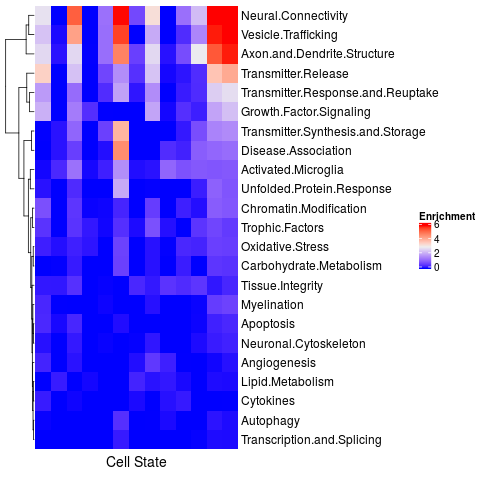 Neural.Connectivity
Vesicle.Trafficking
Axon.and.Dendrite.Structure
Transmitter.Release
Transmitter.Response.and.Reuptake
Growth.Factor.Signaling
Transmitter.Synthesis.and.Storage
Disease.Association
Activated.Microglia
Unfolded.Protein.Response
Chromatin.Modification
Trophic.Factors
Oxidative.Stress
Carbohydrate.Metabolism
Tissue.Integrity
Myelination
Apoptosis
Neuronal.Cytoskeleton
Angiogenesis
Lipid.Metabolism
Cytokines
Autophagy
Transcription.and.Splicing
Cell State
Enrichment
6
4
2
0